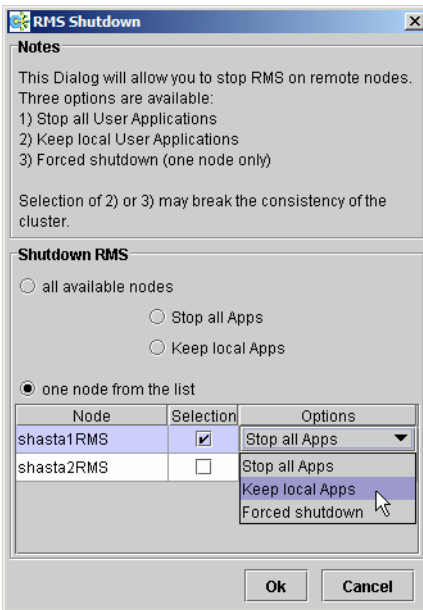 RMS Shutdown
Notes
This Dialog will allow you to stop RMS on remote nodes.
Three options are available:
1) Stop all User Applications
2) Keep local User Applications
3) Forced shutdown (one node only)
Selection of 2) or 3) may break the consistency of the
cluster.
Shutdown RMS
all available nodes
Stop all Apps
Keep local Apps
one node from the list
Node Selection Options
shasta1RMS Stop all Apps
shasta2RMS Stop all Apps
Keep local Apps
Forced shutdown
Ok Cancel